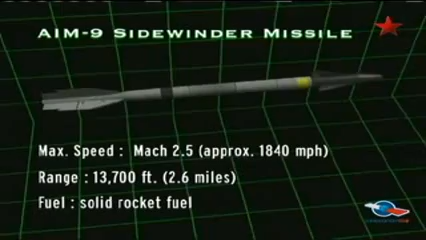 AIM-9 SIDEWINDER MISSILE
Max. Speed : Mach 2.5 (approx. 1840 mph)
Range : 13,700 ft. (2.6 miles)
Fuel : solid rocket fuel